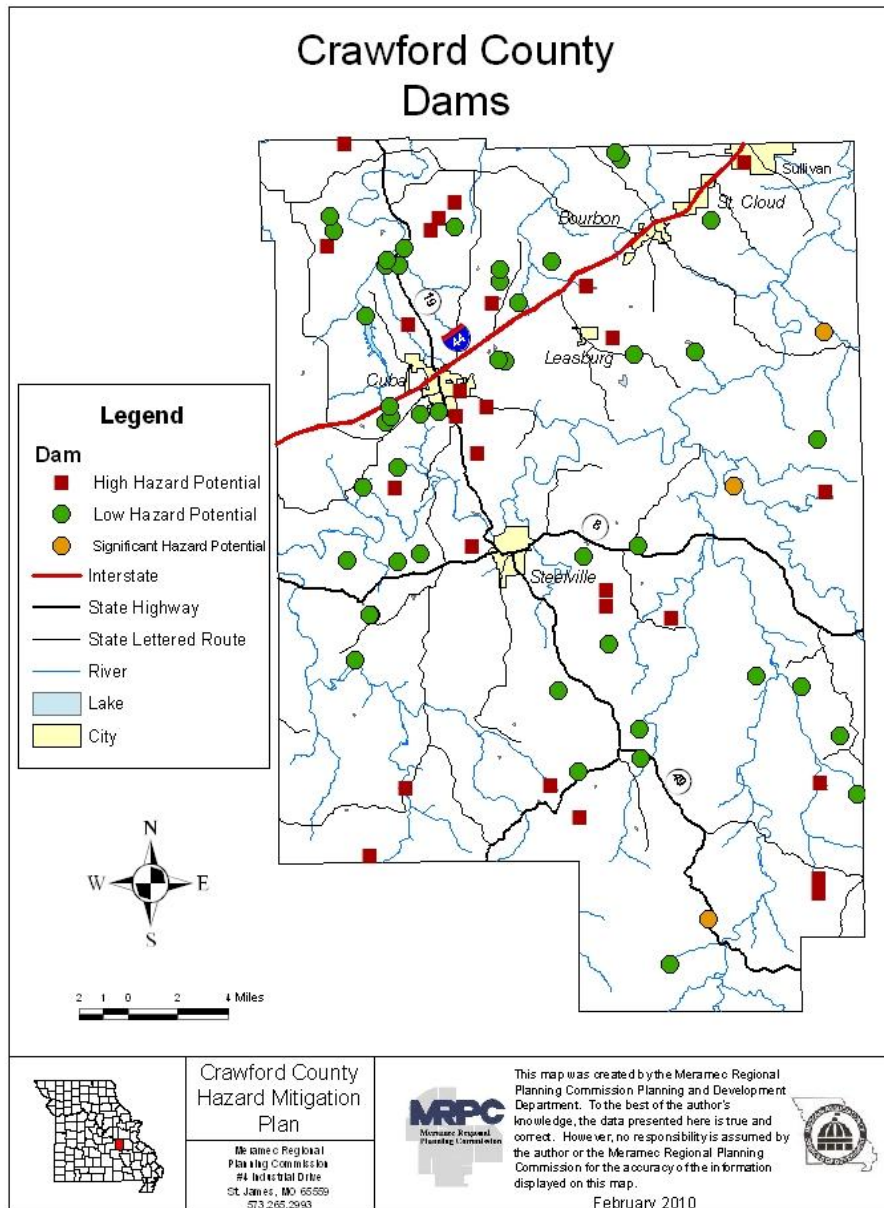 Crawford County
Dams
Sullivan
St. Cloud
Bourbon
19
44
Leasburg
Cuba
Legend
Dam
High Hazard Potential
Low Hazard Potential
Significant Hazard Potential
Interstate
State Highway
State Lettered Route
River
Lake
City
8
Steelville
49
N
W E
S
2 1 0 2 4 Miles
Crawford County
Hazard Mitigation
Plan
Meramec Regional
Planning Commission
#4 Industrial Drive
St. James, MO 65559
573.265.2993
MRPC
Meramec Regional
Planning Commission
This map was created by the Meramec Regional
Planning Commission Planning and Development
Department. To the best of the author's
knowledge, the data presented here is true and
correct. However, no responsibility is assumed by
the author or the Meramec Regional Planning
Commission for the accuracy of the information
displayed on this map.
February 2010